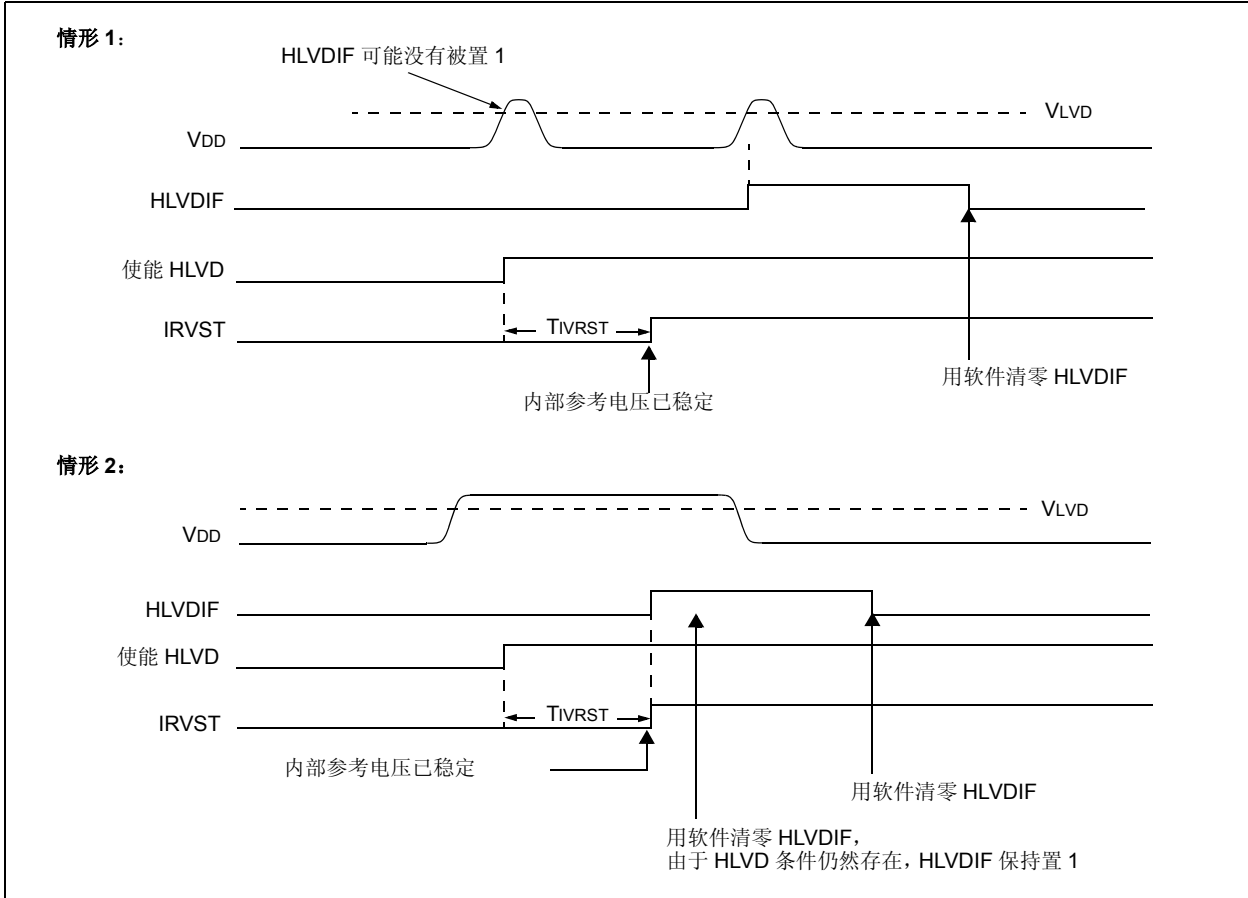 情形 1：
HLVDIF 可能没有被置 1
VLVD
VDD
HLVDIF
使能 HLVD
IRVST
TIVRST
用软件清零 HLVDIF
内部参考电压已稳定
情形 2：
VLVD
VDD
HLVDIF
使能 HLVD
TIVRST
IRVST
内部参考电压已稳定
用软件清零 HLVDIF
用软件清零 HLVDIF，
由于 HLVD 条件仍然存在，HLVDIF 保持置 1